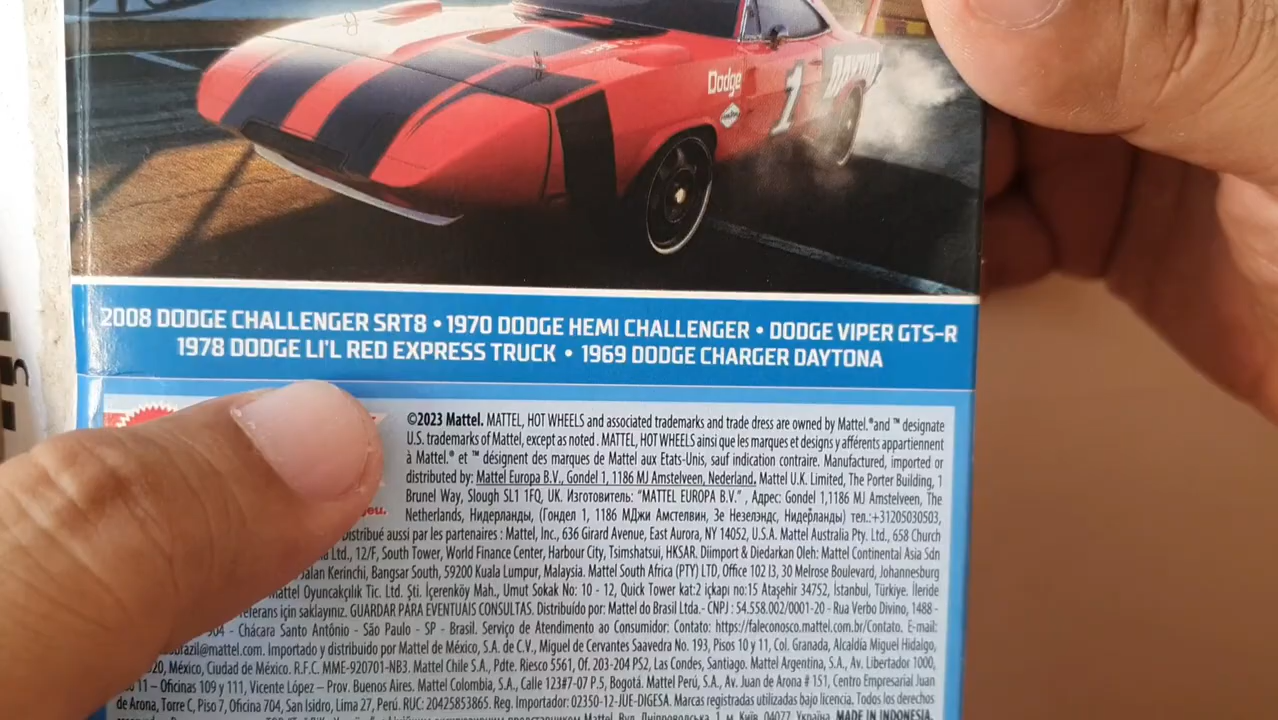 Dodge
1
DAYTONA
2008 DODGE CHALLENGER SRT8 • 1970 DODGE HEMI CHALLENGER • DODGE VIPER GTS-R
1978 DODGE LI'L RED EXPRESS TRUCK • 1969 DODGE CHARGER DAYTONA
©2023 Mattel. MATTEL, HOT WHEELS and associated trademarks and trade dress are owned by Mattel.® and ™ designate
U.S. trademarks of Mattel, except as noted . MATTEL, HOT WHEELS ainsi que les marques et designs y afférents appartiennent
à Mattel.® et ™ désignent des marques de Mattel aux Etats-Unis, sauf indication contraire. Manufactured, imported or
distributed by: Mattel Europa B.V., Gondel 1, 1186 MJ Amstelveen, Nederland. Mattel U.K. Limited, The Porter Building, 1
Brunel Way, Slough SL1 1FQ, UK. Изготовитель: "MATTEL EUROPA B.V." , Адрес: Gondel 1,1186 MJ Amstelveen, The
Netherlands, Нидерланды, (Гондел 1, 1186 МДжи Амстелвин, Зе Незелэндс, Нидерланды) тел.:+31205030503,
jeu.
Distribué aussi par les partenaires : Mattel, Inc., 636 Girard Avenue, East Aurora, NY 14052, U.S.A. Mattel Australia Pty. Ltd., 658 Church
Ltd., 12/F, South Tower, World Finance Center, Harbour City, Tsimshatsui, HKSAR. Diimport & Diedarkan Oleh: Mattel Continental Asia Sdn
Jalan Kerinchi, Bangsar South, 59200 Kuala Lumpur, Malaysia. Mattel South Africa (PTY) LTD, Office 102 I3, 30 Melrose Boulevard, Johannesburg
Mattel Oyuncakçılık Tic. Ltd. Şti. İçerenköy Mah., Umut Sokak No: 10 - 12, Quick Tower kat:2 içkapı no:15 Ataşehir 34752, Istanbul, Türkiye. İleride
için saklayınız. GUARDAR PARA EVENTUAIS CONSULTAS. Distribuído por: Mattel do Brasil Ltda.- CNPJ : 54.558.002/0001-20 - Rua Verbo Divino, 1488 -
904 - Chácara Santo Antônio - São Paulo - SP - Brasil. Serviço de Atendimento ao Consumidor: Contato: https://faleconosco.mattel.com.br/Contato. E-mail:
brazil@mattel.com. Importado y distribuido por Mattel de México, S.A. de C.V., Miguel de Cervantes Saavedra No. 193, Pisos 10 y 11, Col. Granada, Alcaldía Miguel Hidalgo,
20, México, Ciudad de México. R.F.C. MME-920701-NB3. Mattel Chile S.A., Pdte. Riesco 5561, Of. 203-204 PS2, Las Condes, Santiago. Mattel Argentina, S.A., Av. Libertador 1000,
11 – Oficinas 109 y 111, Vicente López – Prov. Buenos Aires. Mattel Colombia, S.A., Calle 123#7-07 P.5, Bogotá. Mattel Perú, S.A., Av. Juan de Arona # 151, Centro Empresarial Juan
de Arona, Torre C, Piso 7, Oficina 704, San Isidro, Lima 27, Perú. RUC: 20425853865. Reg. Importador: 02350-12-JUE-DIGESA. Marcas registradas utilizadas bajo licencia. Todos los derechos
MADE IN INDONESIA.